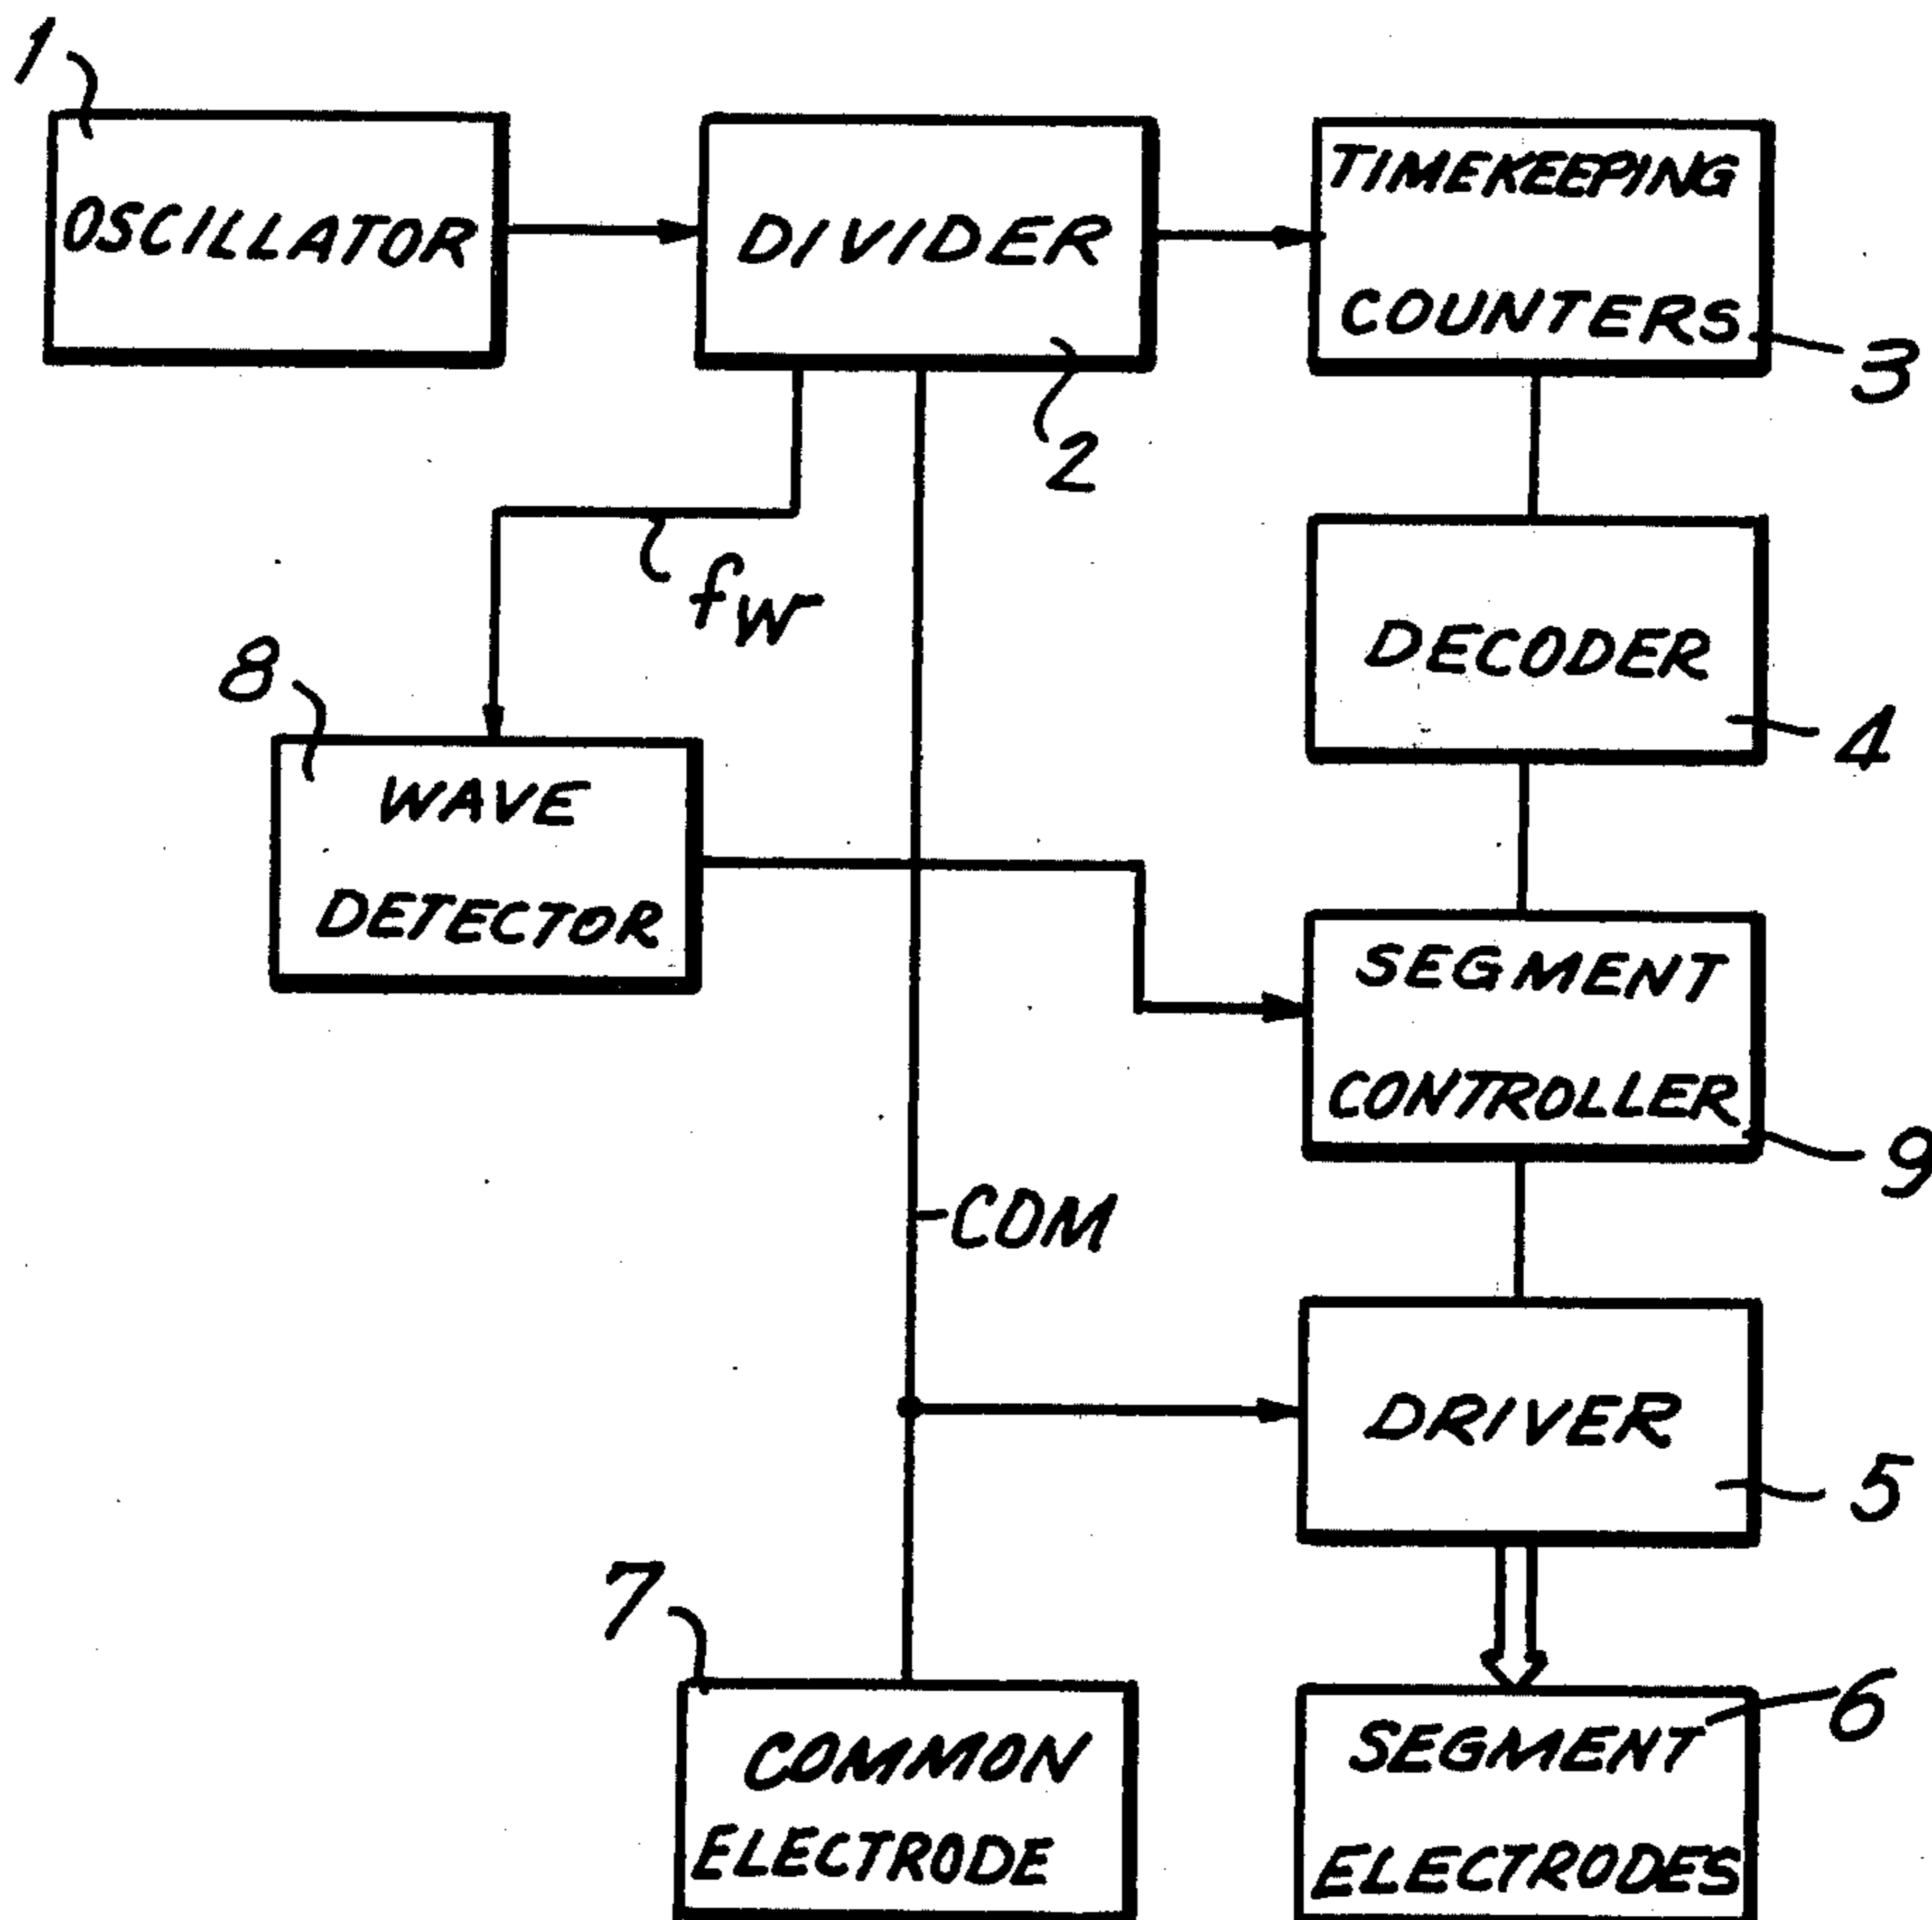 1
OSCILLATOR
DIVIDER
2
TIMEKEEPING
COUNTERS
3
fw
DECODER
4
8
WAVE
DETECTOR
SEGMENT
CONTROLLER
9
COM
DRIVER
5
7
COMMON
ELECTRODE
6
SEGMENT
ELECTRODES